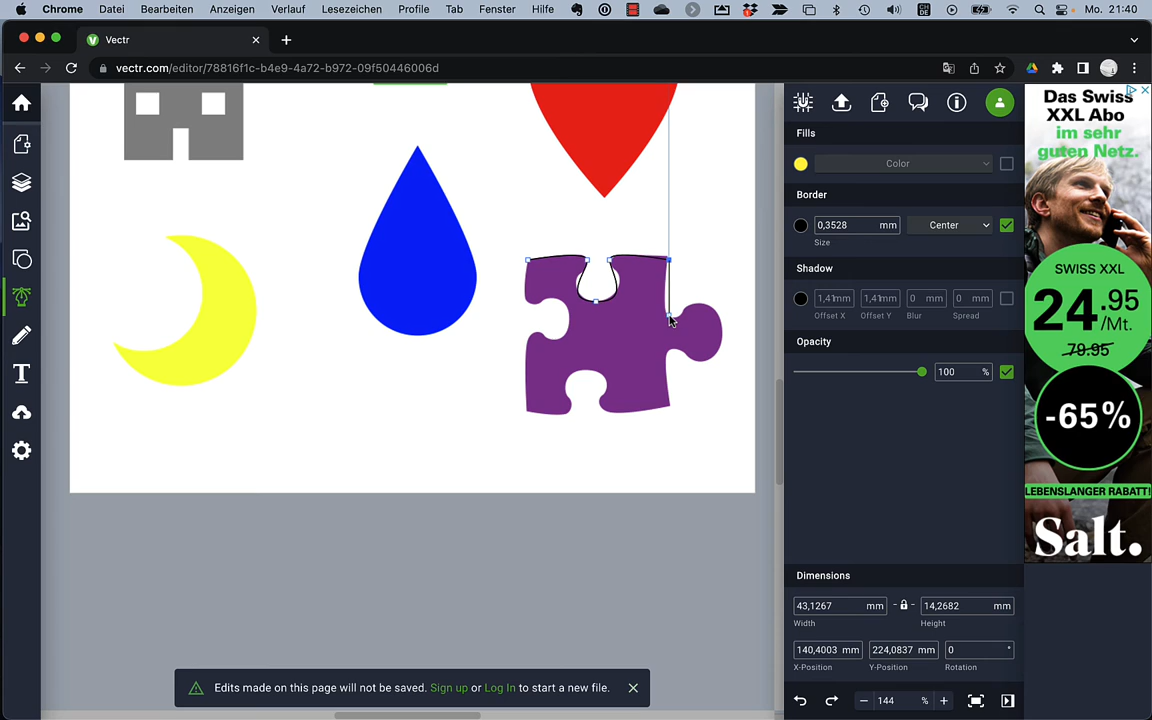 Chrome Datei Bearbeiten Anzeigen Verlauf Lesezeichen Profile Tab Fenster Hilfe CH DE Mo. 21:40
Vectr
vectr.com/editor/78816f1c-b4e9-4a72-b972-09f50446006d
Fills
Color
Border
0,3528 mm Center
Size
Shadow
1,41mm 1,41mm 0 mm 0 mm
Offset X Offset Y Blur Spread
Opacity
100 %
Dimensions
43,1267 mm 14,2682 mm
Width Height
140,4003 mm 224,0837 mm 0 °
X-Position Y-Position Rotation
144 %
Edits made on this page will not be saved. Sign up or Log In to start a new file.
Das Swiss
XXL Abo
im sehr
guten Netz.
SWISS XXL
24.95
/Mt.
79.95
-65%
LEBENSLANGER RABATT!
Salt.